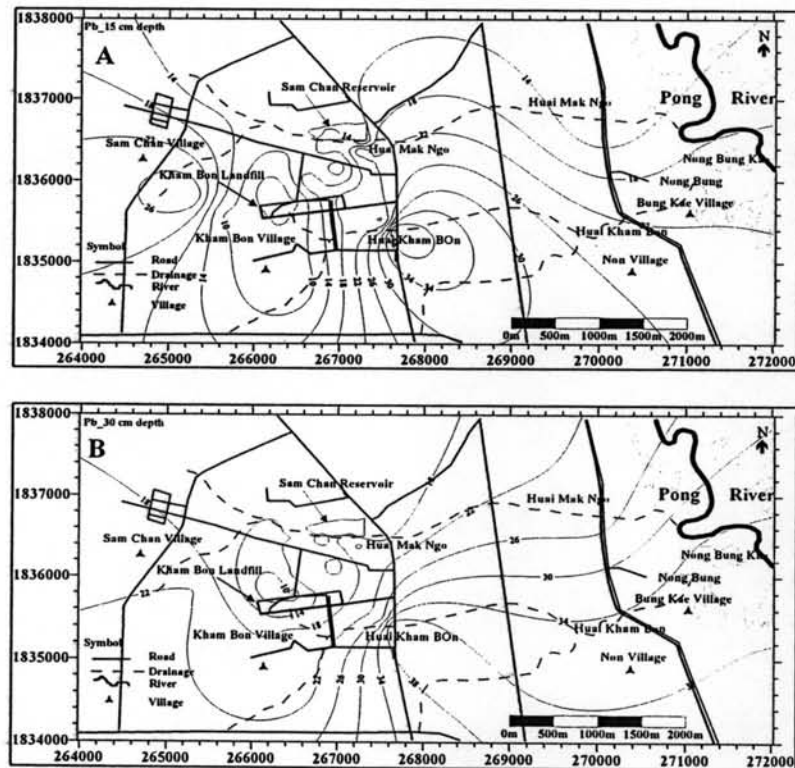 Pb_15 cm depth
A
N
1838000
1837000
1836000
1835000
1834000
Sam Chan Reservoir
Huai Mak Ngo
Pong River
Sam Chan Village
Huai Mak Ngo
Kham Bon Landfill
Nong Bung
Bung Kae Village
Kham Bon Village
Huai Kham BOn
Huai Kham Bon
Non Village
Symbol
Road
Drainage
River
Village
0m 500m 1000m 1500m 2000m
264000 265000 266000 267000 268000 269000 270000 271000 272000
Pb_30 cm depth
B
N
1838000
1837000
1836000
1835000
1834000
Sam Chan Reservoir
Huai Mak Ngo
Pong River
Sam Chan Village
Huai Mak Ngo
Kham Bon Landfill
Nong Bung
Bung Kae Village
Kham Bon Village
Huai Kham BOn
Huai Kham Bon
Non Village
Symbol
Road
Drainage
River
Village
0m 500m 1000m 1500m 2000m
264000 265000 266000 267000 268000 269000 270000 271000 272000